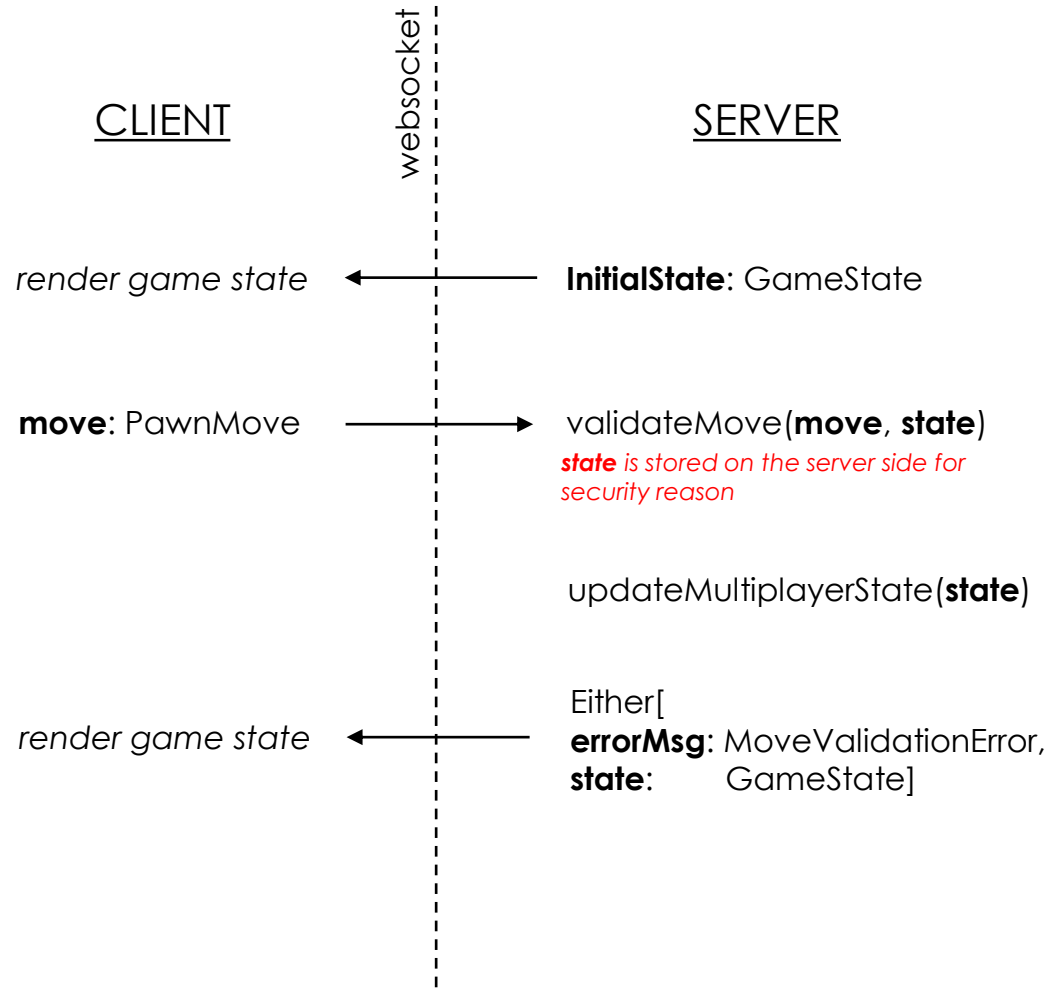 websocket
CLIENT
SERVER
render game state
InitialState: GameState
move: PawnMove
validateMove(move, state)
state is stored on the server side for
security reason
updateMultiplayerState(state)
Either[
errorMsg: MoveValidationError,
state: GameState]
render game state